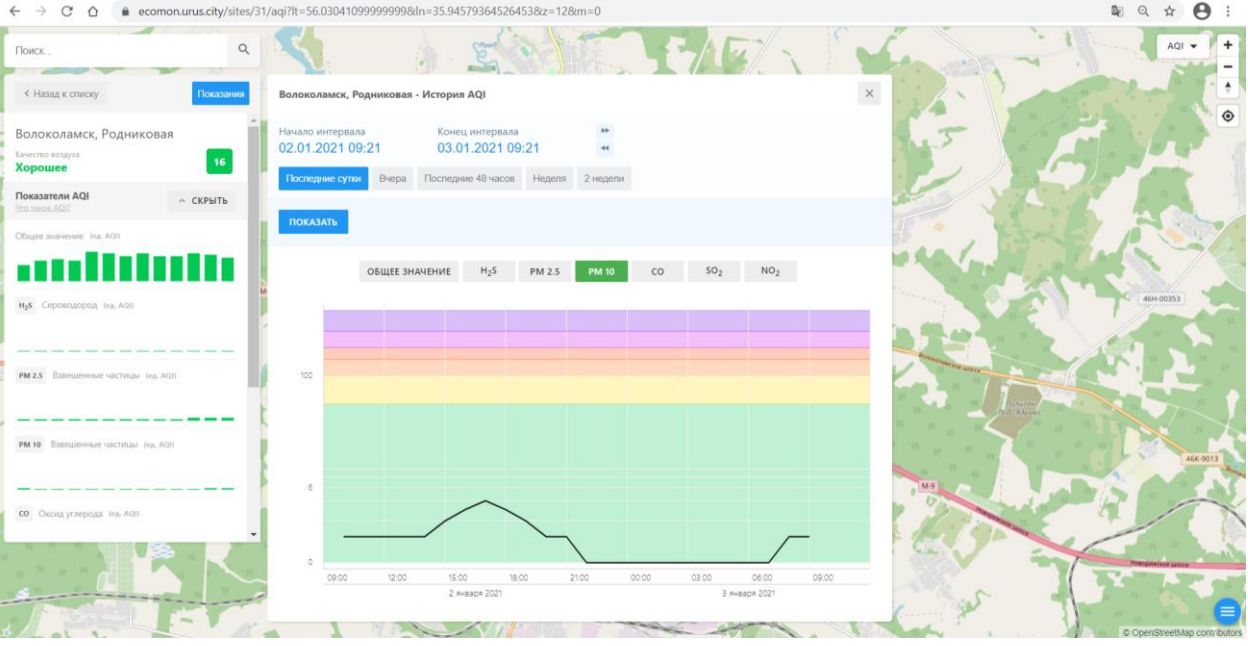 ecomon.urus.city/sites/31/aqi?lt=56.03041099999999&ln=35.94579364526453&z=12&m=0
Поиск...
AQI
Назад к списку
Показания
Волоколамск, Родниковая
Качество воздуха
Хорошее
16
Показатели AQI
Что такое AQI?
СКРЫТЬ
Общее значение (ед. AQI)
H₂S Сероводород (ед. AQI)
PM 2.5 Взвешенные частицы (ед. AQI)
PM 10 Взвешенные частицы (ед. AQI)
CO Оксид углерода (ед. AQI)
Волоколамск, Родниковая - История AQI
Начало интервала
02.01.2021 09:21
Конец интервала
03.01.2021 09:21
Последние сутки Вчера Последние 48 часов Неделя 2 недели
ПОКАЗАТЬ
ОБЩЕЕ ЗНАЧЕНИЕ H₂S PM 2.5 PM 10 CO SO₂ NO₂
100
6
0
09:00 12:00 15:00 18:00 21:00 00:00 03:00 06:00 09:00
2 января 2021 3 января 2021
46Н-00353
Волоколамское шоссе
Полигон
ТБО "Ядрово"
46К-9013
М-9
Новорижское шоссе
Новорижское шоссе
© OpenStreetMap contributors